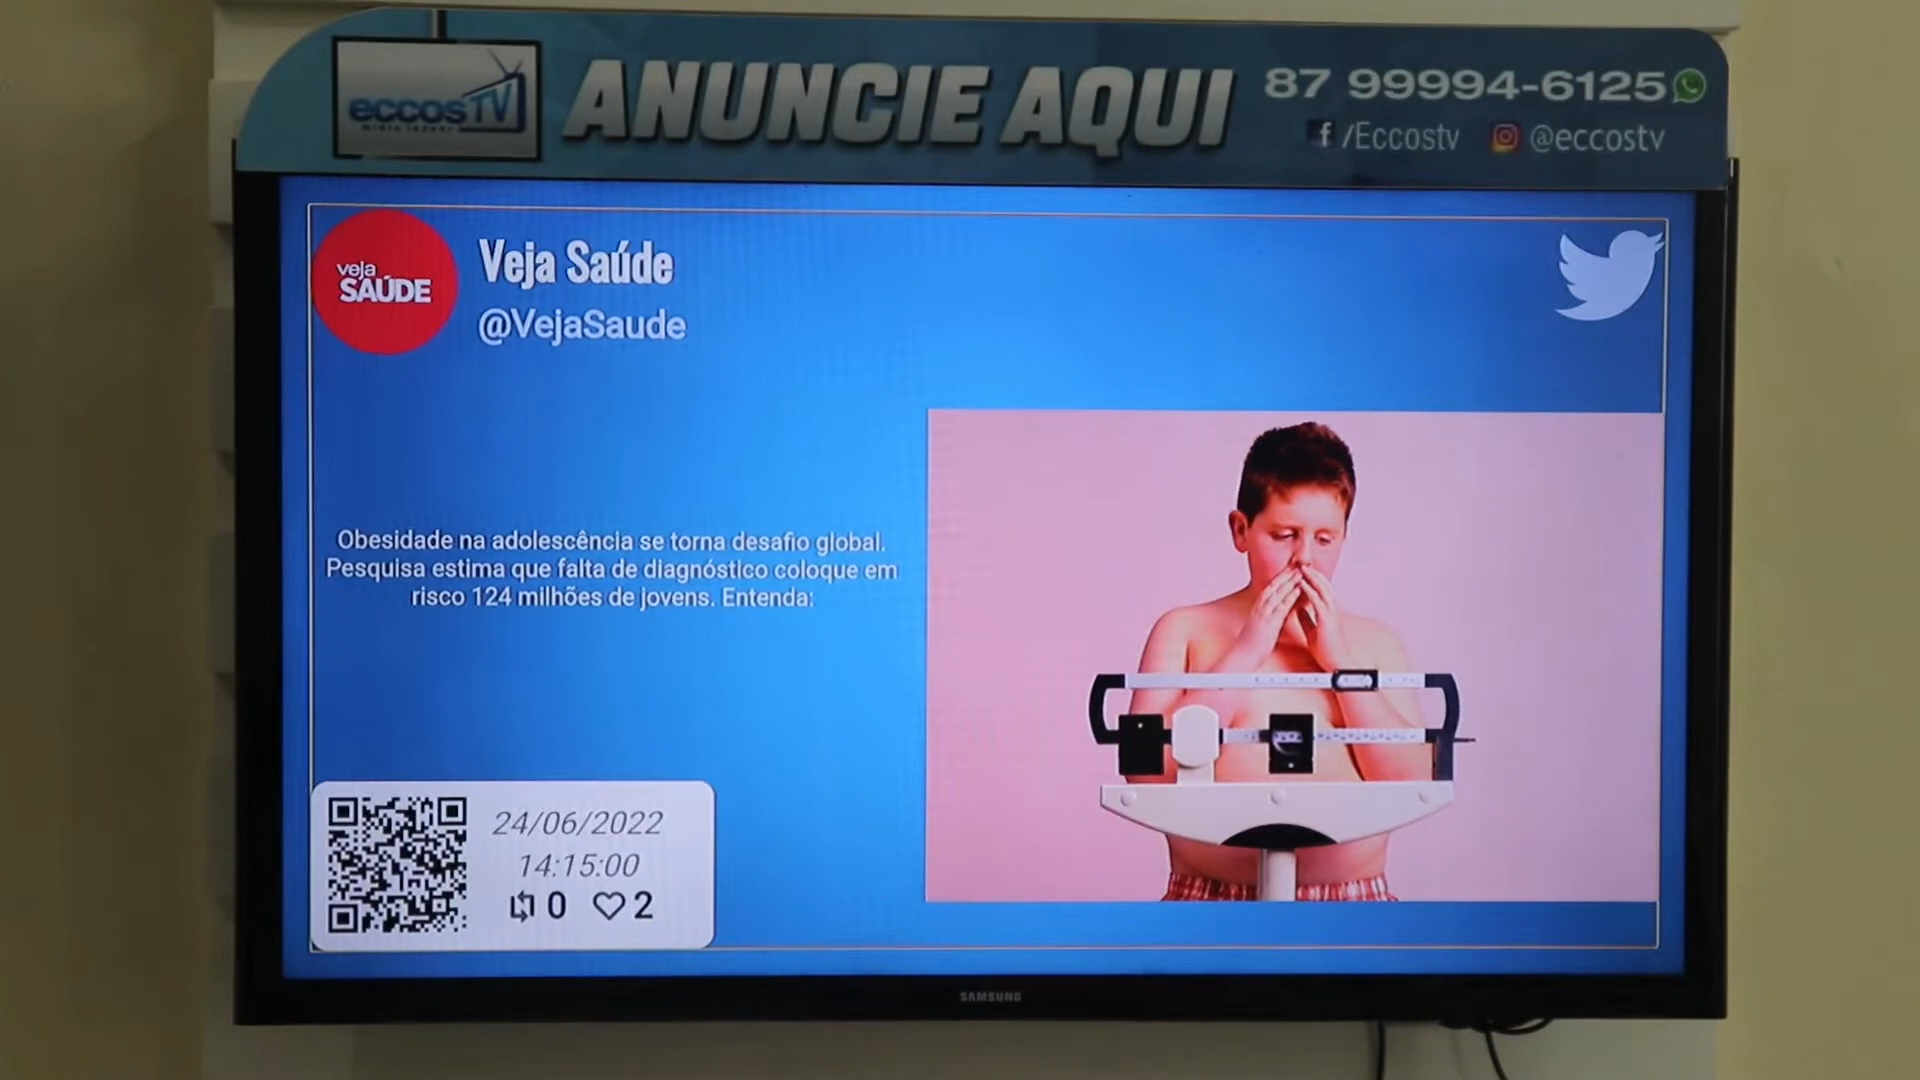 eccosTV
ANUNCIE AQUI
87 99994-6125
/Eccostv @eccostv
veja
SAÚDE
Veja Saúde
@VejaSaude
Obesidade na adolescência se torna desafio global.
Pesquisa estima que falta de diagnóstico coloque em
risco 124 milhões de jovens. Entenda:
24/06/2022
14:15:00
0 2
SAMSUNG